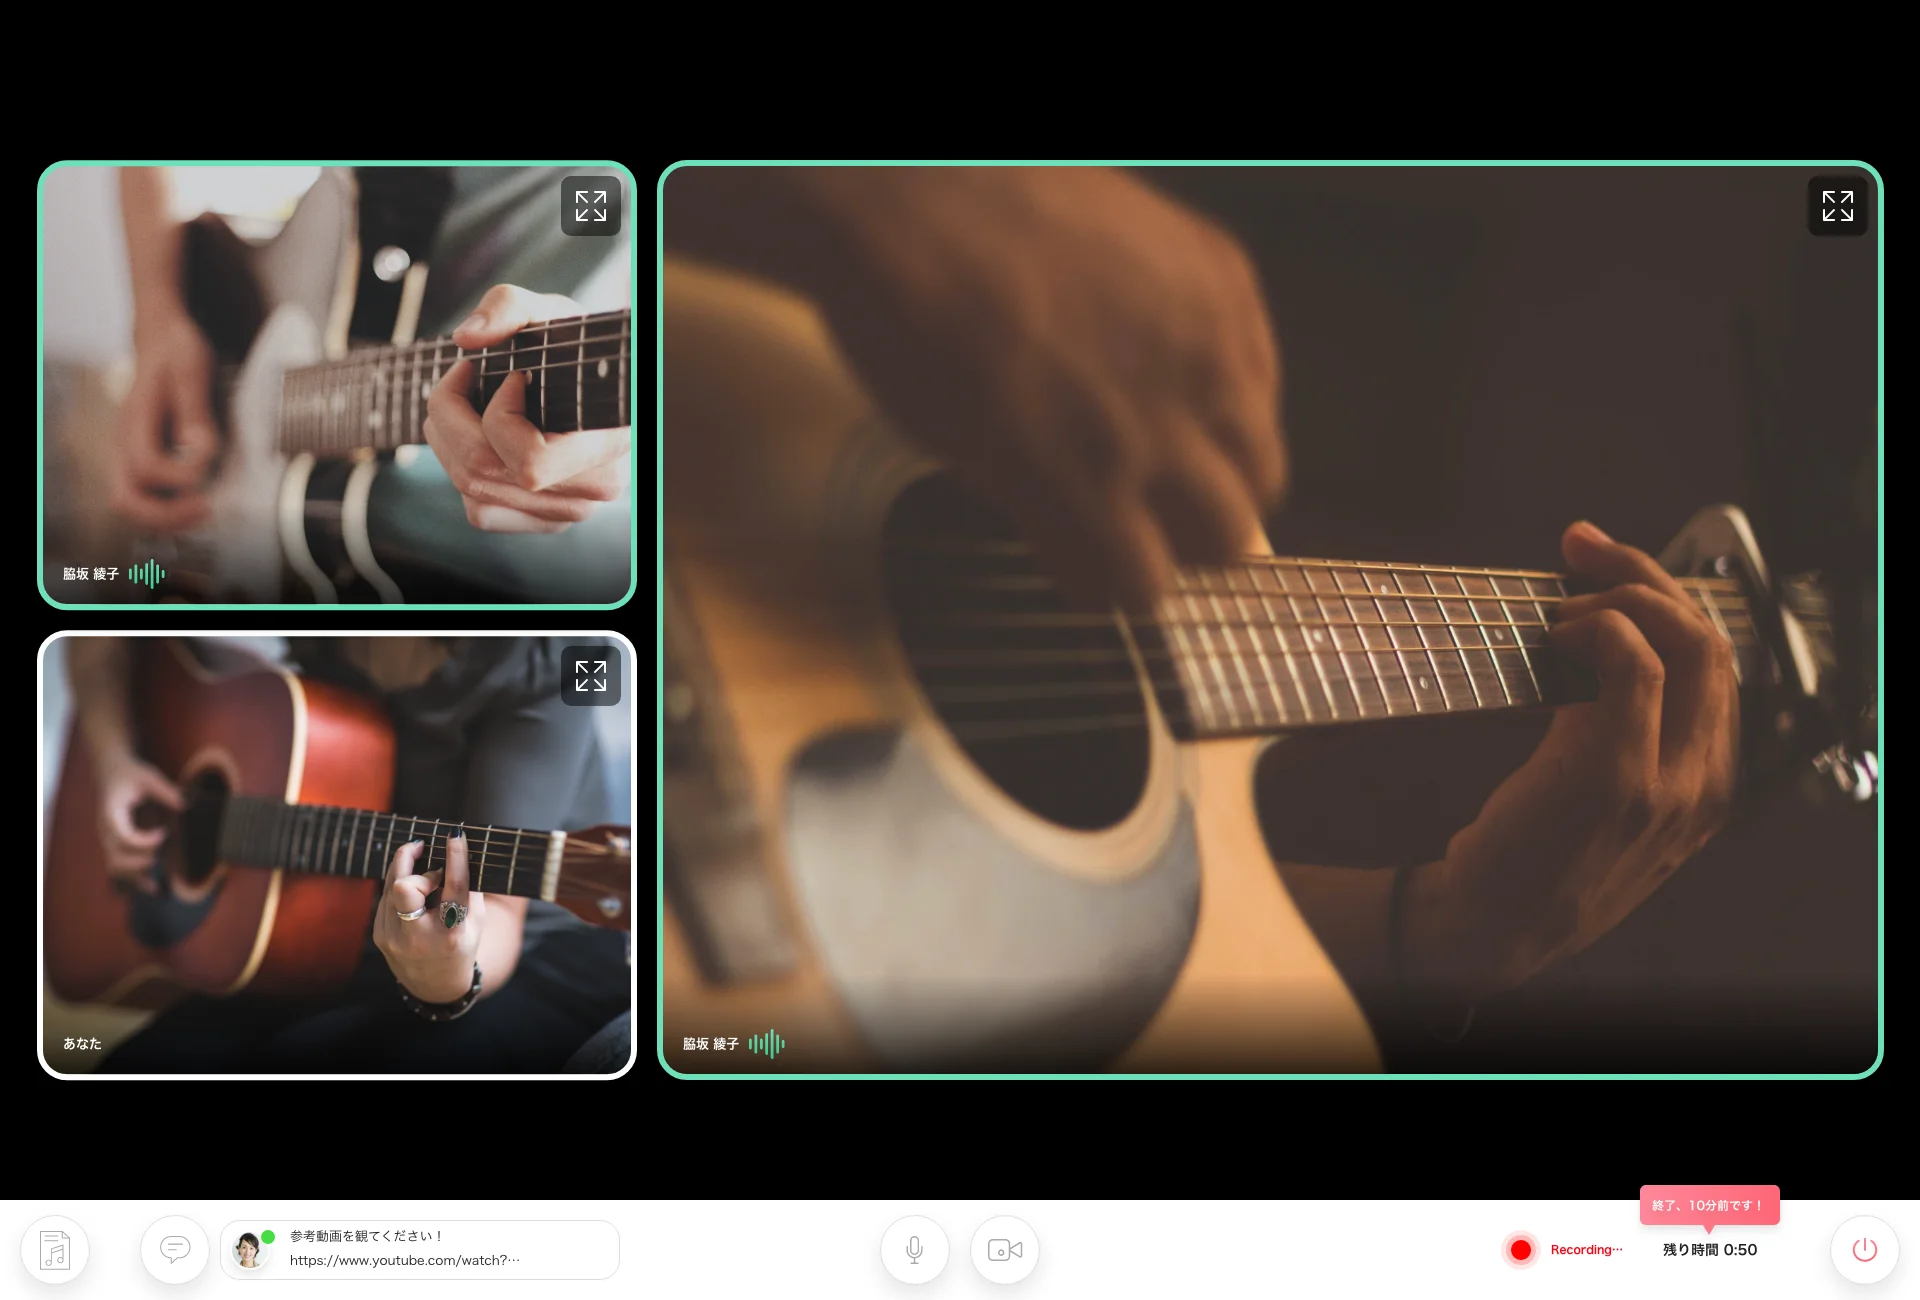 脇坂 綾子
あなた
脇坂 綾子
参考動画を観てください！
https://www.youtube.com/watch?…
Recording…
終了、10分前です！
残り時間 0:50